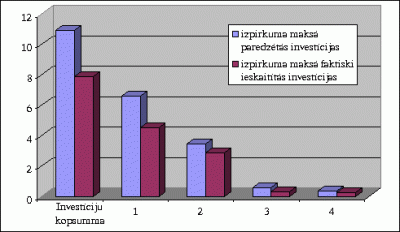 12
10
8
6
4
2
0
izpirkuma maksā
paredzētās investīcijas
izpirkuma maksā faktiski
ieskaitītās investīcijas
Investīciju
kopsumma
1
2
3
4